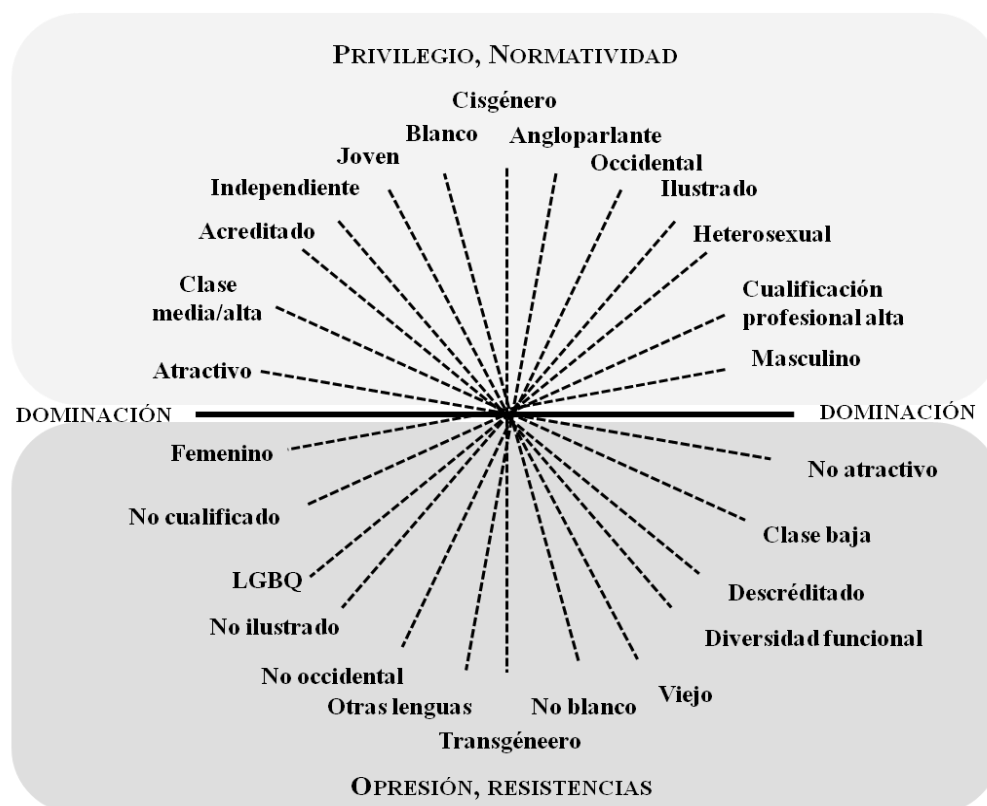 PRIVILEGIO, NORMATIVIDAD
Cisgénero
Blanco
Angloparlante
Joven
Occidental
Independiente
Ilustrado
Acreditado
Heterosexual
Clase
media/alta
Cualificación
profesional alta
Atractivo
Masculino
DOMINACIÓN
DOMINACIÓN
Femenino
No atractivo
No cualificado
Clase baja
LGBQ
Descréditado
No ilustrado
Diversidad funcional
No occidental
Viejo
Otras lenguas
No blanco
Transgéneero
OPRESIÓN, RESISTENCIAS